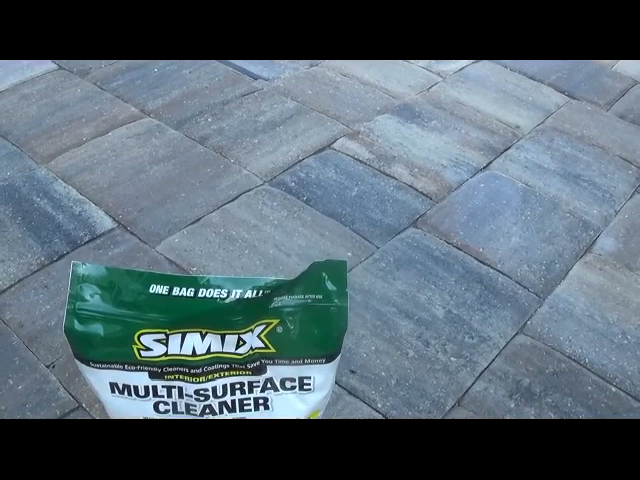 ONE BAG DOES IT ALL™
SIMIX®
Sustainable Eco-Friendly Cleaners and Coatings That Save You Time and Money
INTERIOR/EXTERIOR
MULTI-SURFACE
CLEANER